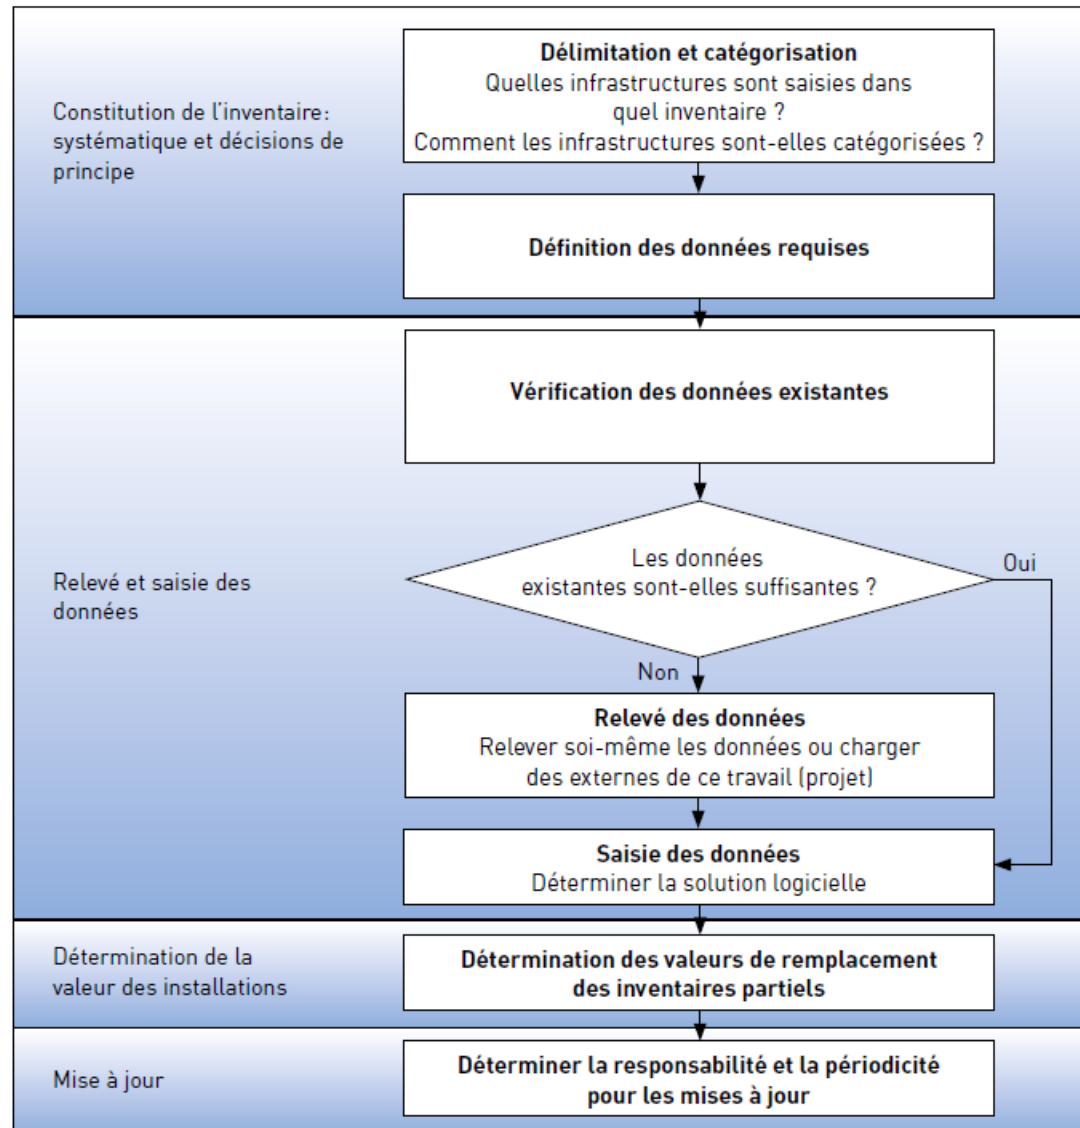 Délimitation et catégorisation
Quelles infrastructures sont saisies dans
quel inventaire ?
Comment les infrastructures sont-elles catégorisées ?
Constitution de l'inventaire:
systématique et décisions de
principe
Définition des données requises
Vérification des données existantes
Les données
existantes sont-elles suffisantes ?
Oui
Relevé et saisie des
données
Non
Relevé des données
Relever soi-même les données ou charger
des externes de ce travail (projet)
Saisie des données
Déterminer la solution logicielle
Détermination de la
valeur des installations
Détermination des valeurs de remplacement
des inventaires partiels
Mise à jour
Déterminer la responsabilité et la périodicité
pour les mises à jour